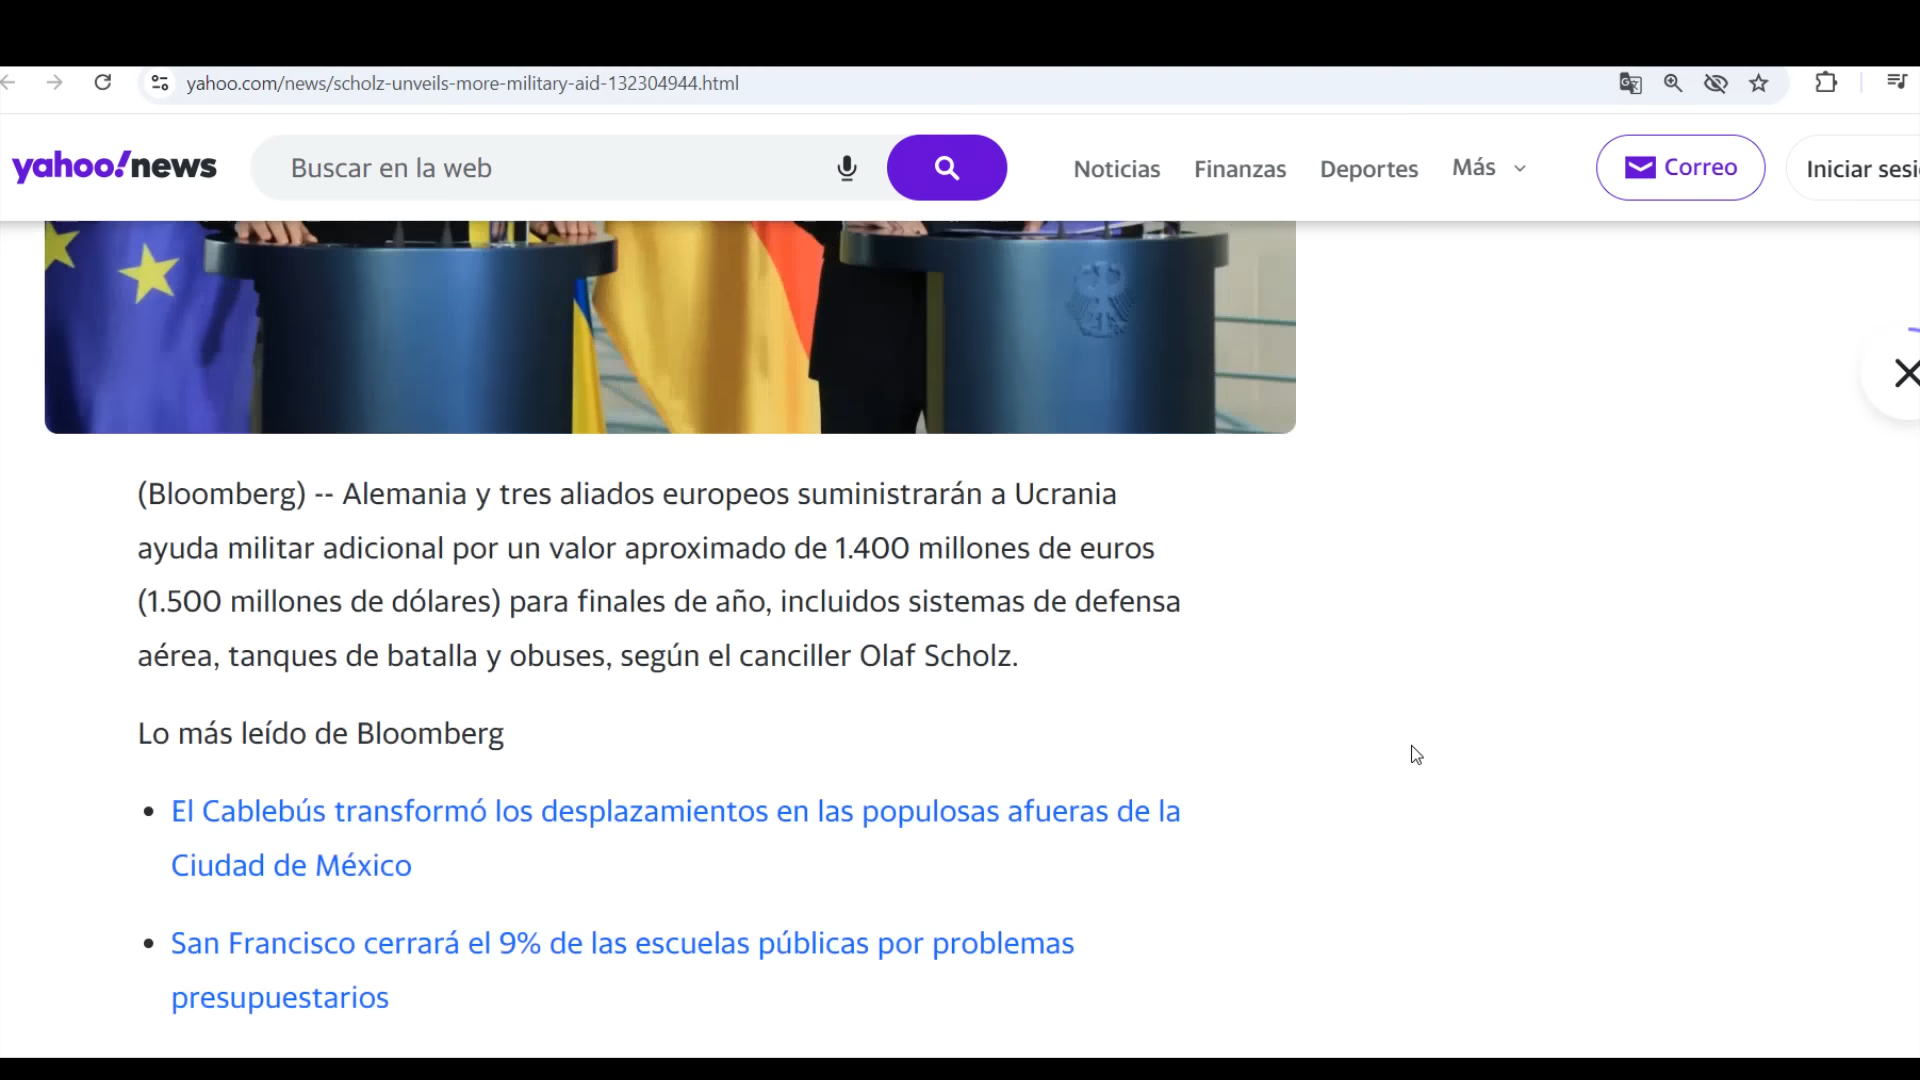 yahoo.com/news/scholz-unveils-more-military-aid-132304944.html
yahoo!news
Buscar en la web
Noticias
Finanzas
Deportes
Más
Correo
Iniciar sesi
(Bloomberg) -- Alemania y tres aliados europeos suministrarán a Ucrania
ayuda militar adicional por un valor aproximado de 1.400 millones de euros
(1.500 millones de dólares) para finales de año, incluidos sistemas de defensa
aérea, tanques de batalla y obuses, según el canciller Olaf Scholz.
Lo más leído de Bloomberg
• El Cablebús transformó los desplazamientos en las populosas afueras de la
Ciudad de México
• San Francisco cerrará el 9% de las escuelas públicas por problemas
presupuestarios